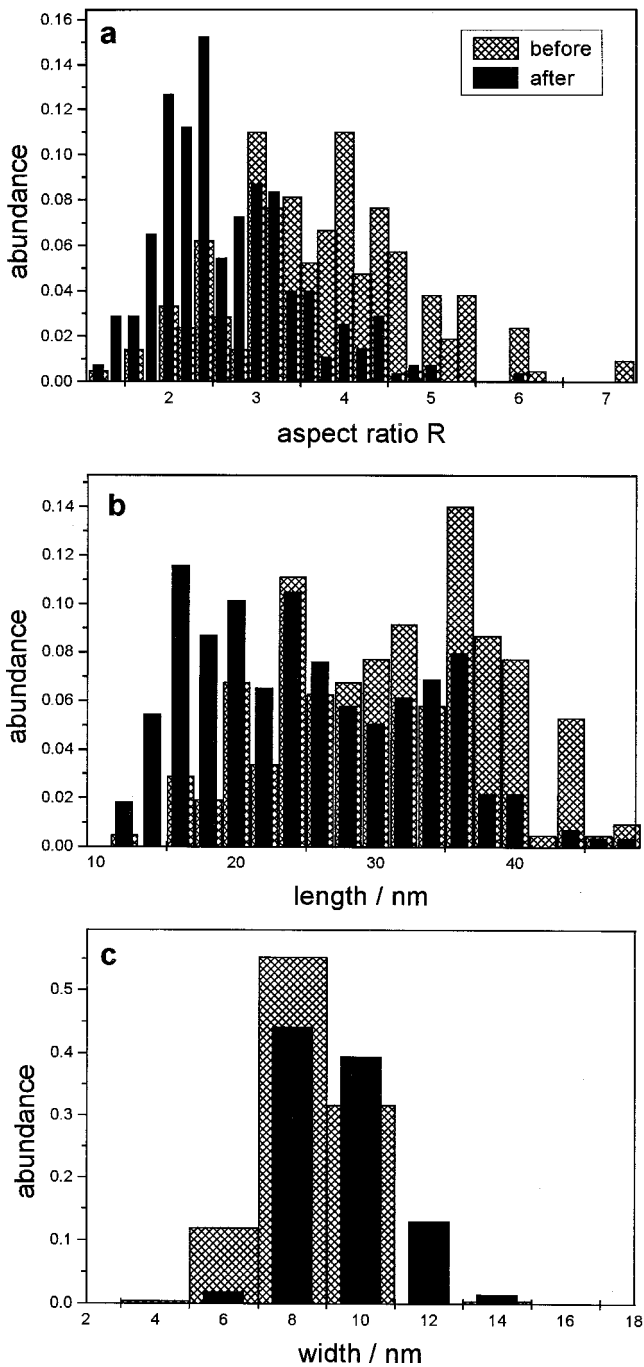 a
before
after
0.16
0.14
0.12
0.10
0.08
0.06
0.04
0.02
0.00
abundance
2 3 4 5 6 7
aspect ratio R
b
0.14
0.12
0.10
0.08
0.06
0.04
0.02
0.00
abundance
10 20 30 40
length / nm
c
0.5
0.4
0.3
0.2
0.1
0.0
abundance
2 4 6 8 10 12 14 16 18
width / nm